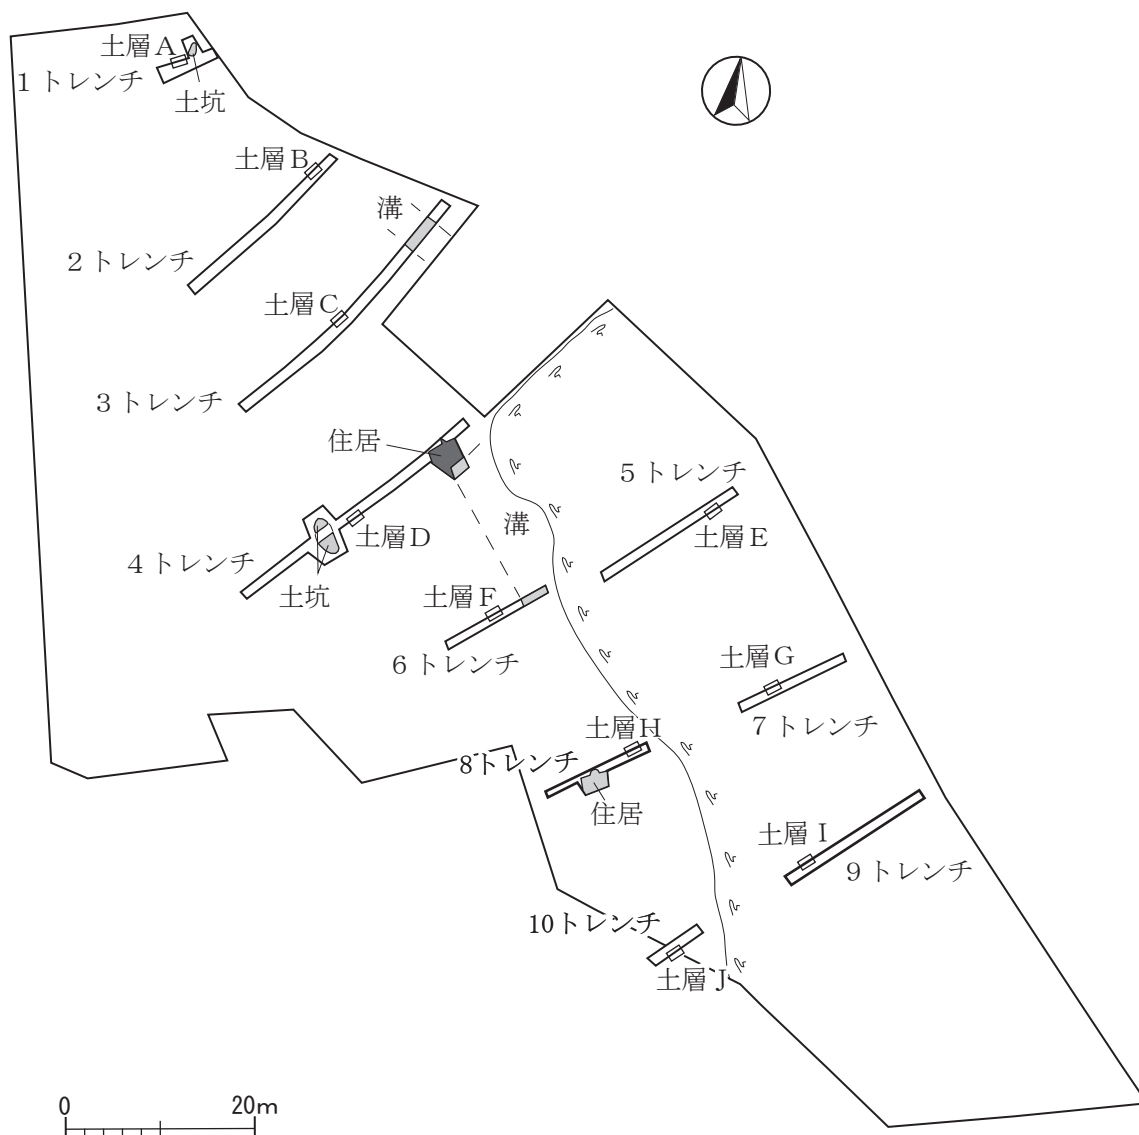 土層Ａ
１トレンチ
土坑
土層Ｂ
溝
２トレンチ
土層Ｃ
３トレンチ
住居
５トレンチ
溝
土層Ｄ
土層Ｅ
４トレンチ
土坑
土層Ｆ
６トレンチ
土層Ｇ
７トレンチ
土層Ｈ
8トレンチ
住居
土層Ｉ
９トレンチ
10トレンチ
土層Ｊ
0 20m